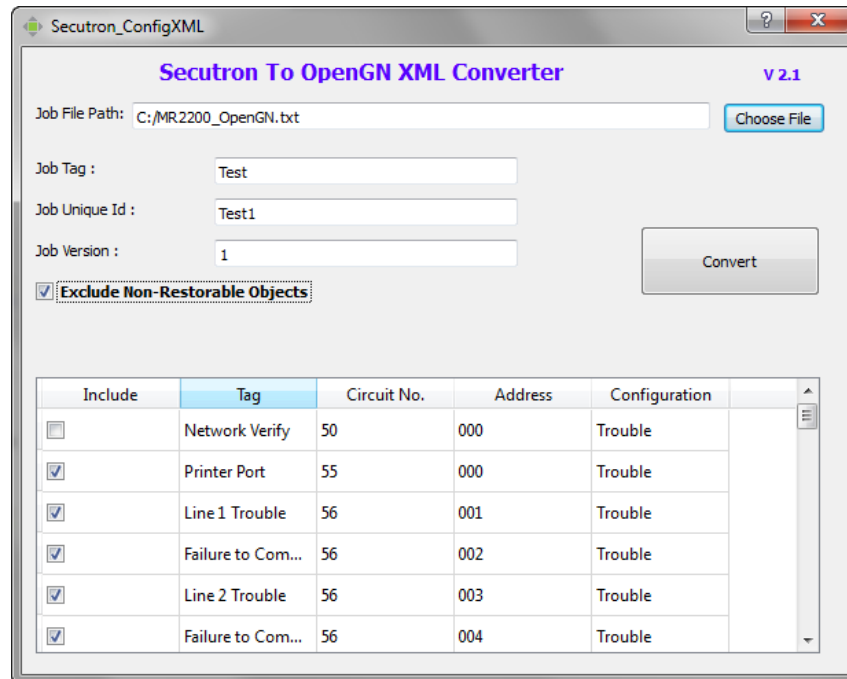 Secutron_ConfigXML
Secutron To OpenGN XML Converter V 2.1
Job File Path: C:/MR2200_OpenGN.txt Choose File
Job Tag : Test
Job Unique Id : Test1
Job Version : 1
Convert
Exclude Non-Restorable Objects
Include Tag Circuit No. Address Configuration
Network Verify 50 000 Trouble
Printer Port 55 000 Trouble
Line 1 Trouble 56 001 Trouble
Failure to Com... 56 002 Trouble
Line 2 Trouble 56 003 Trouble
Failure to Com... 56 004 Trouble